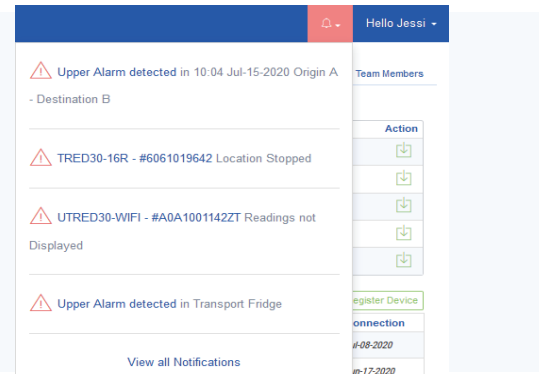 Hello Jessi
Upper Alarm detected in 10:04 Jul-15-2020 Origin A
- Destination B
Team Members
Action
TRED30-16R - #6061019642 Location Stopped
UTRED30-WIFI - #A0A1001142ZT Readings not
Displayed
Upper Alarm detected in Transport Fridge
egister Device
onnection
ul-08-2020
un-17-2020
View all Notifications